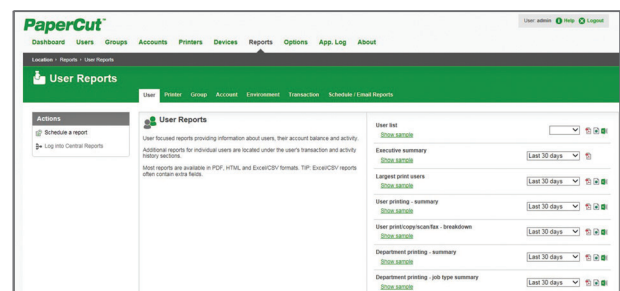 PaperCut
User: admin Help Logout
Dashboard Users Groups Accounts Printers Devices Reports Options App. Log About
Location > Reports > User Reports
User Reports
User Printer Group Account Environment Transaction Schedule / Email Reports
Actions
Schedule a report
Log into Central Reports
User Reports
User focused reports providing information about users, their account balance and activity.
Additional reports for individual users are located under the user's transaction and activity
history sections.
Most reports are available in PDF, HTML and Excel/CSV formats. TIP: Excel/CSV reports
often contain extra fields.
User list
Show sample
Executive summary
Show sample
Last 30 days
Largest print users
Show sample
Last 30 days
User printing - summary
Show sample
Last 30 days
User print/copy/scan/fax - breakdown
Show sample
Last 30 days
Department printing - summary
Show sample
Last 30 days
Department printing - job type summary
Show sample
Last 30 days